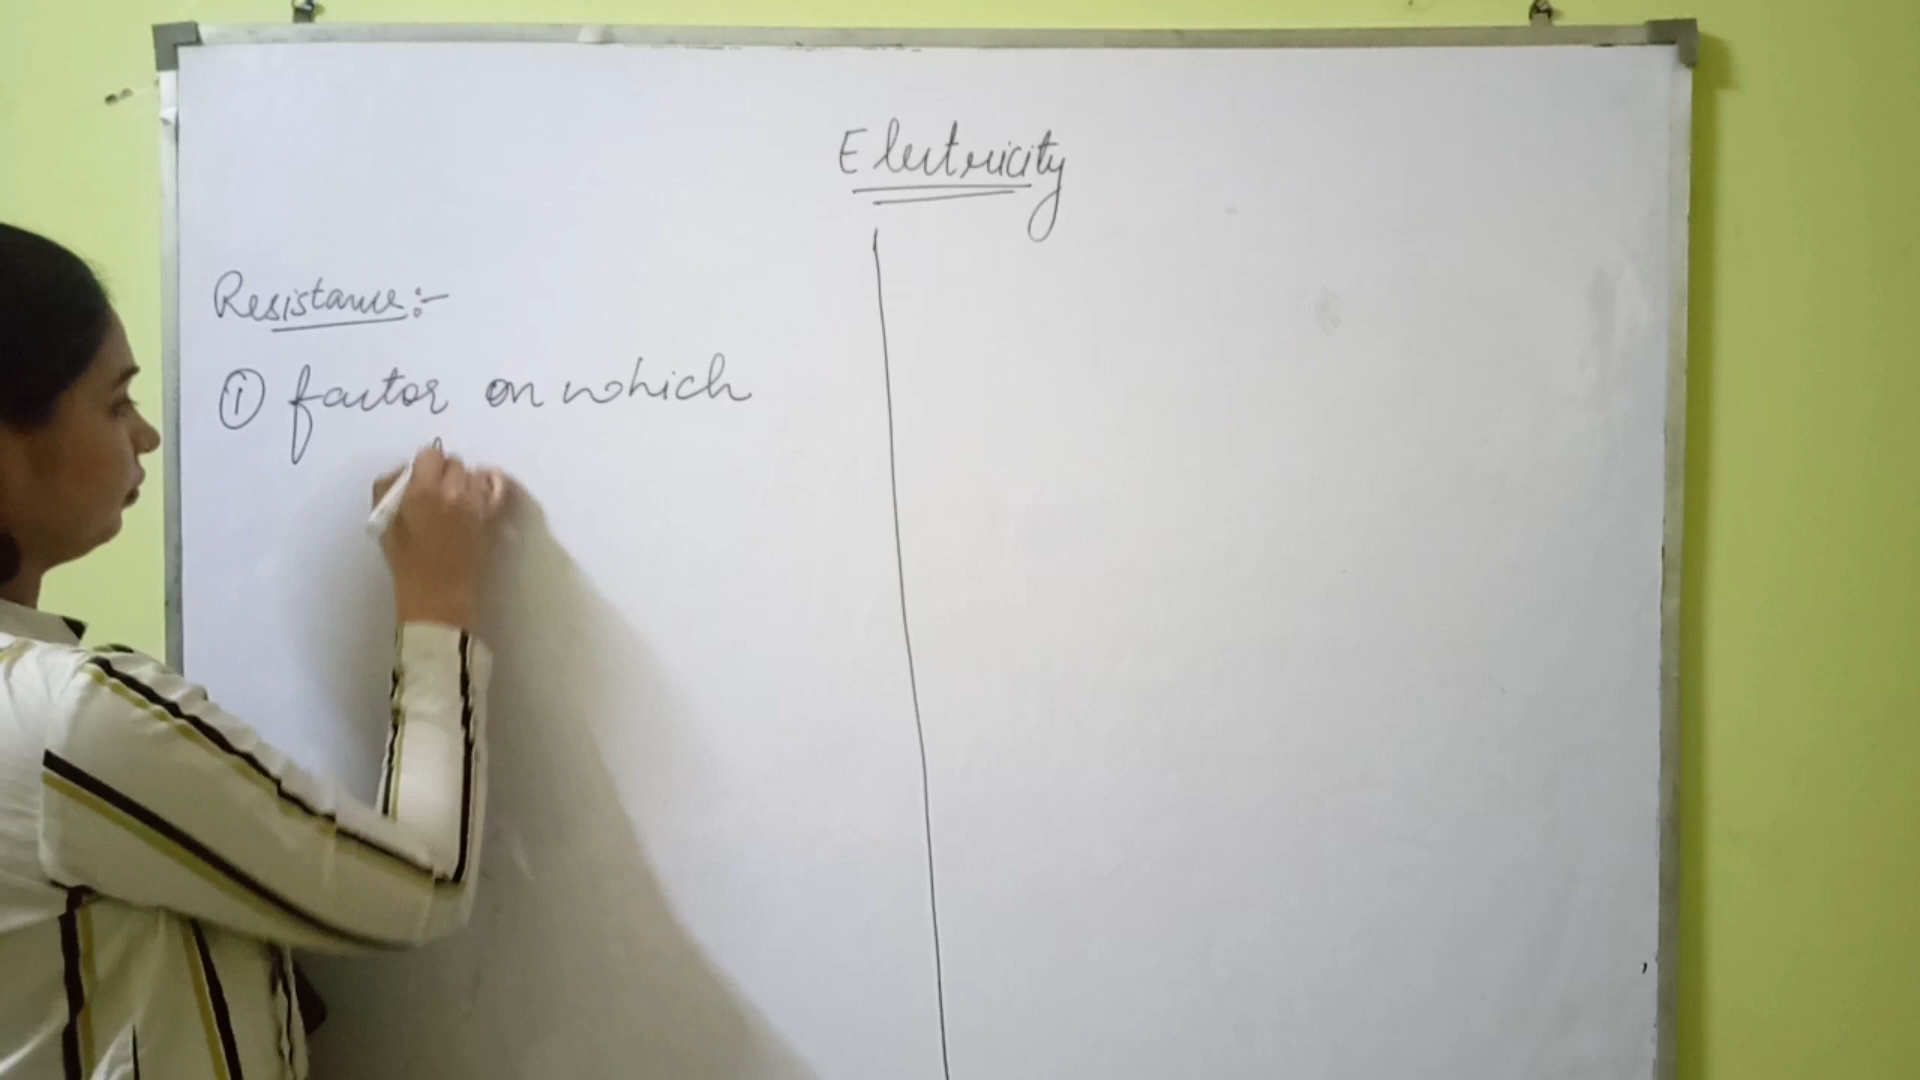 Electricity
Resistance:-
① factor on which